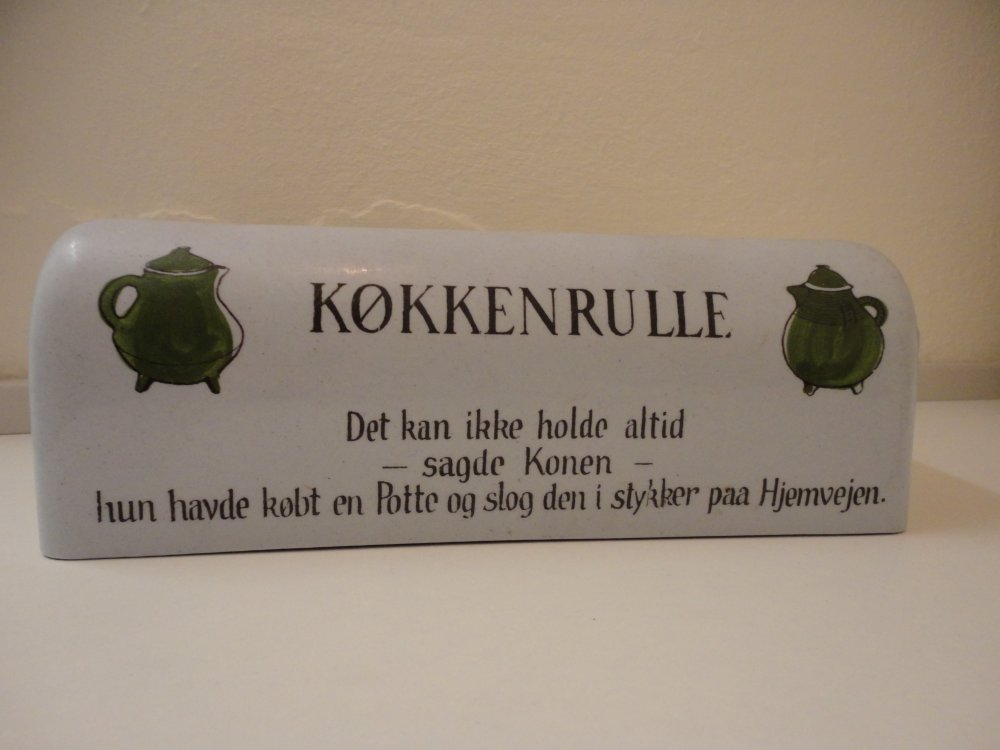 KØKKENRULLE
Det kan ikke holde altid
— sagde Konen —
hun havde købt en Potte og slog den i stykker paa Hjemvejen.